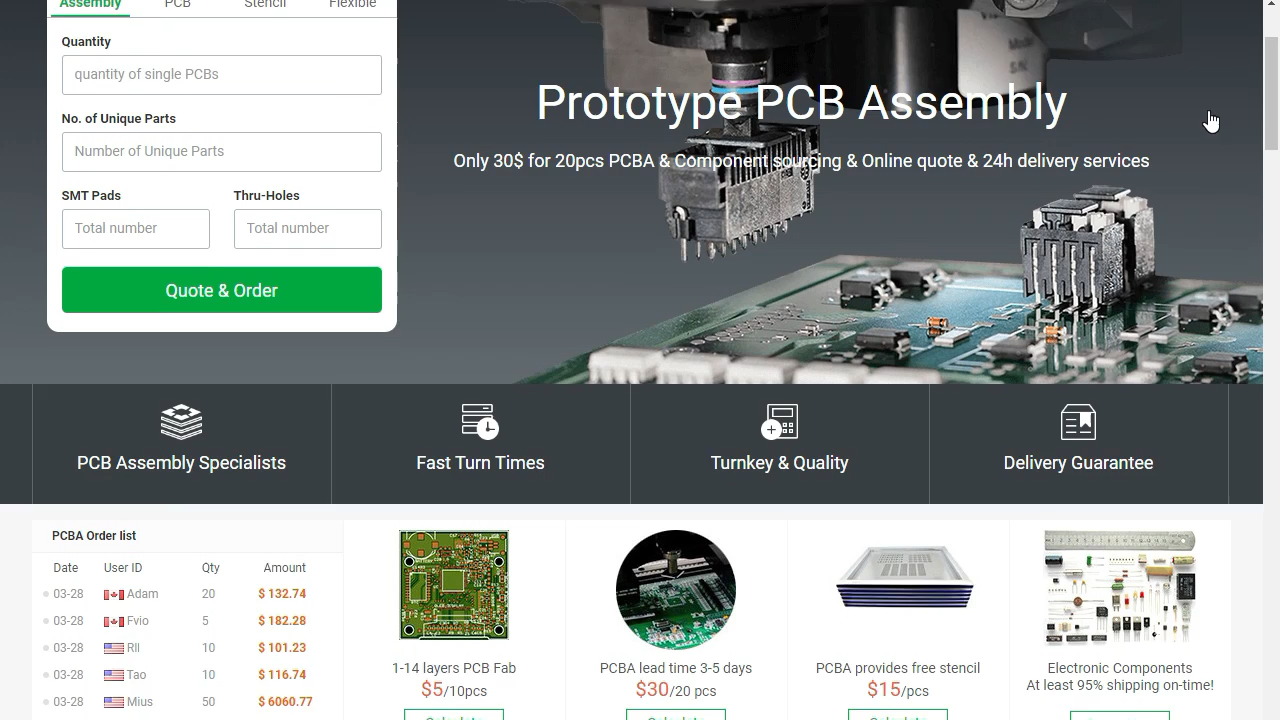 Assembly PCB Stencil Flexible
Quantity
quantity of single PCBs
No. of Unique Parts
Number of Unique Parts
SMT Pads Thru-Holes
Total number Total number
Quote & Order
Prototype PCB Assembly
Only 30$ for 20pcs PCBA & Component sourcing & Online quote & 24h delivery services
PCB Assembly Specialists
Fast Turn Times
Turnkey & Quality
Delivery Guarantee
PCBA Order list
Date User ID Qty Amount
03-28 Adam 20 $ 132.74
03-28 Fvio 5 $ 182.28
03-28 RII 10 $ 101.23
03-28 Tao 10 $ 116.74
03-28 Mius 50 $ 6060.77
1-14 layers PCB Fab
$5/10pcs
Calculate
PCBA lead time 3-5 days
$30/20 pcs
Calculate
PCBA provides free stencil
$15/pcs
Calculate
Electronic Components
At least 95% shipping on-time!